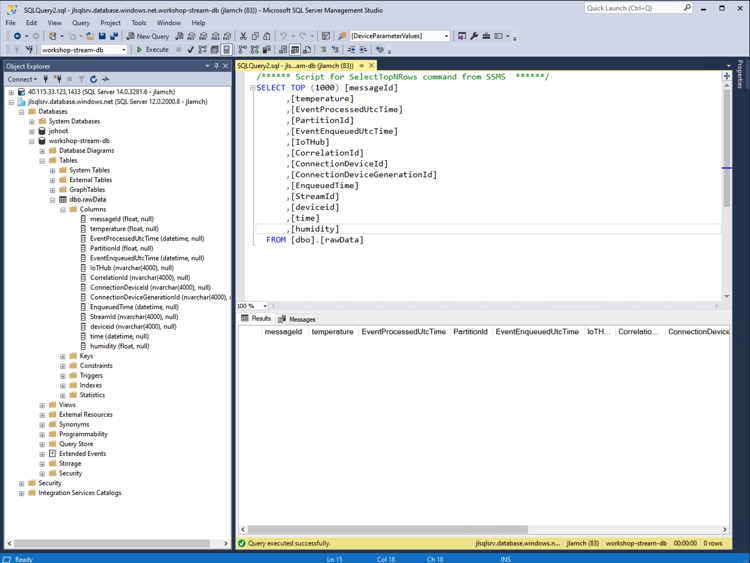 SQLQuery2.sql - jlsqlsrv.database.windows.net.workshop-stream-db (jlamch (83)) - Microsoft SQL Server Management Studio
Quick Launch (Ctrl+Q)
File Edit View Query Project Tools Window Help
New Query
[DeviceParameterValues]
workshop-stream-db
Execute
Object Explorer
Connect
40.115.33.123,1433 (SQL Server 14.0.3281.6 - jlamch)
jlsqlsrv.database.windows.net (SQL Server 12.0.2000.8 - jlamch)
Databases
System Databases
johoot
workshop-stream-db
Database Diagrams
Tables
System Tables
External Tables
GraphTables
dbo.rawData
Columns
messageId (float, null)
temperature (float, null)
EventProcessedUtcTime (datetime, null)
PartitionId (float, null)
EventEnqueuedUtcTime (datetime, null)
IoTHub (nvarchar(4000), null)
CorrelationId (nvarchar(4000), null)
ConnectionDeviceId (nvarchar(4000), null)
ConnectionDeviceGenerationId (nvarchar(4000),
EnqueuedTime (datetime, null)
StreamId (nvarchar(4000), null)
deviceid (nvarchar(4000), null)
time (datetime, null)
humidity (float, null)
Keys
Constraints
Triggers
Indexes
Statistics
Views
External Resources
Synonyms
Programmability
Query Store
Extended Events
Storage
Security
Security
Integration Services Catalogs
SQLQuery2.sql - jls...am-db (jlamch (83))
/****** Script for SelectTopNRows command from SSMS ******/
SELECT TOP (1000) [messageId]
,[temperature]
,[EventProcessedUtcTime]
,[PartitionId]
,[EventEnqueuedUtcTime]
,[IoTHub]
,[CorrelationId]
,[ConnectionDeviceId]
,[ConnectionDeviceGenerationId]
,[EnqueuedTime]
,[StreamId]
,[deviceid]
,[time]
,[humidity]
FROM [dbo].[rawData]
100 %
Results Messages
messageId temperature EventProcessedUtcTime PartitionId EventEnqueuedUtcTime IoTH... Correlatio... ConnectionDevice
Query executed successfully.
jlsqlsrv.database.windows.n... jlamch (83) workshop-stream-db 00:00:00 0 rows
Properties
Ready
Ln 15 Col 18 Ch 18 INS